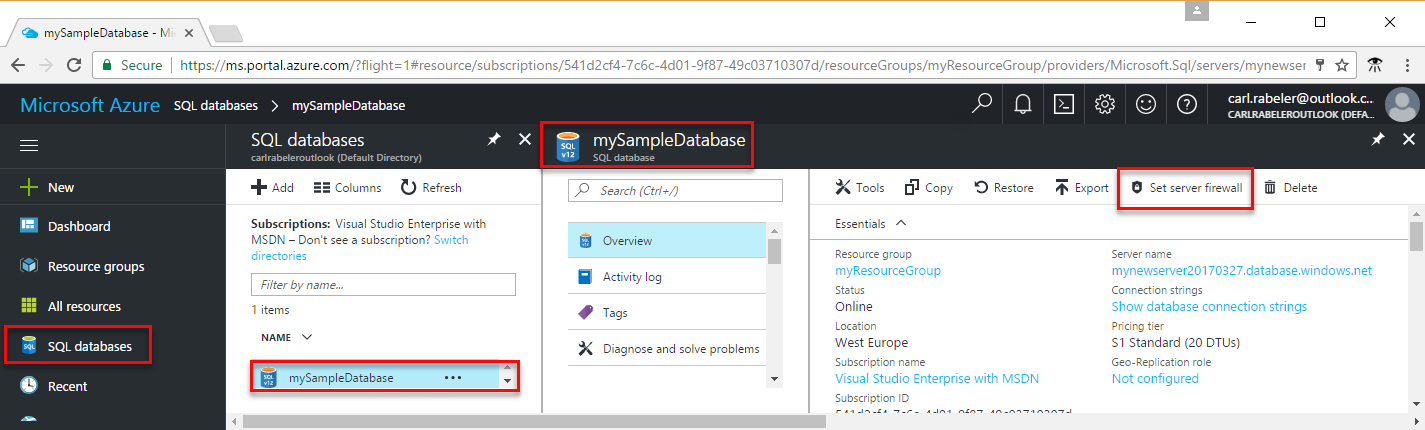 mySampleDatabase - Mi
Secure
https://ms.portal.azure.com/?flight=1#resource/subscriptions/541d2cf4-7c6c-4d01-9f87-49c03710307d/resourceGroups/myResourceGroup/providers/Microsoft.Sql/servers/mynewser
Microsoft Azure SQL databases > mySampleDatabase
carl.rabeler@outlook.c...
CARLRABELEROUTLOOK (DEFA...
New
Dashboard
Resource groups
All resources
SQL databases
Recent
SQL databases
carlrabeleroutlook (Default Directory)
Add Columns Refresh
Subscriptions: Visual Studio Enterprise with
MSDN – Don't see a subscription? Switch
directories
Filter by name...
1 items
NAME
mySampleDatabase ...
mySampleDatabase
SQL database
Search (Ctrl+/)
Overview
Activity log
Tags
Diagnose and solve problems
Tools Copy Restore Export Set server firewall Delete
Essentials
Resource group
myResourceGroup
Status
Online
Location
West Europe
Subscription name
Visual Studio Enterprise with MSDN
Subscription ID
541d2cf4-7c6c-4d01-9f87-49c03710307d
Server name
mynewserver20170327.database.windows.net
Connection strings
Show database connection strings
Pricing tier
S1 Standard (20 DTUs)
Geo-Replication role
Not configured